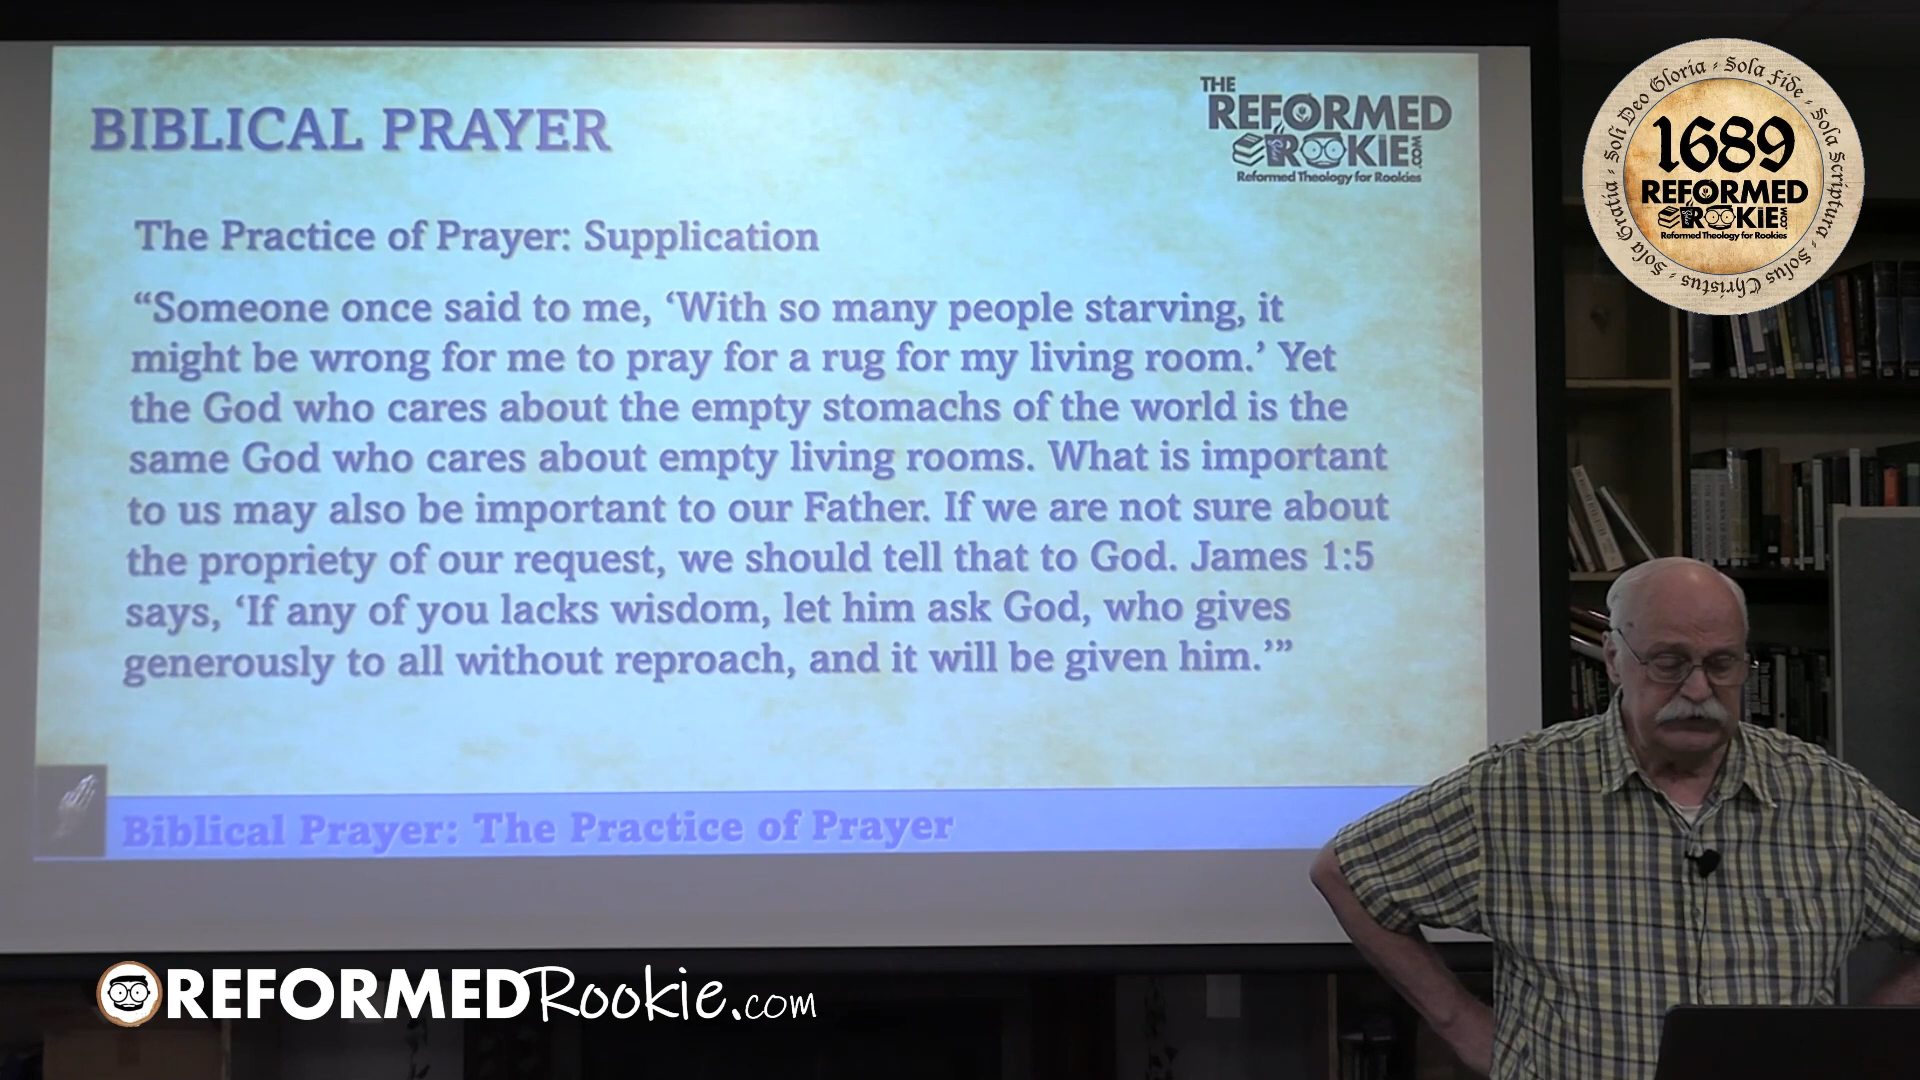 BIBLICAL PRAYER
THE
REFORMED
ROOKIE
.COM
Reformed Theology for Rookies
The Practice of Prayer: Supplication
“Someone once said to me, ‘With so many people starving, it
might be wrong for me to pray for a rug for my living room.’ Yet
the God who cares about the empty stomachs of the world is the
same God who cares about empty living rooms. What is important
to us may also be important to our Father. If we are not sure about
the propriety of our request, we should tell that to God. James 1:5
says, ‘If any of you lacks wisdom, let him ask God, who gives
generously to all without reproach, and it will be given him.’”
Biblical Prayer: The Practice of Prayer
Soli Deo Gloria - Sola Fide - Sola Scriptura - Solus Christus - Sola Gratia -
1689
REFORMED
ROOKIE
.COM
Reformed Theology for Rookies
REFORMED Rookie.com